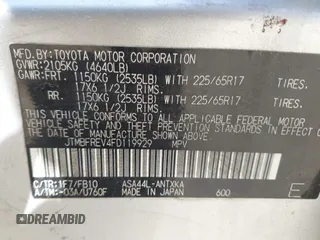 MFD.BY:TOYOTA MOTOR CORPORATION
GVWR:2105KG (4640LB)
GAWR:FRT. 1150KG (2535LB) WITH 225/65R17 TIRES.
17X6 1/2J RIMS.
RR. 1150KG (2535LB) WITH 225/65R17 TIRES.
17X6 1/2J RIMS.
THIS VEHICLE CONFORMS TO ALL APPLICABLE FEDERAL MOTOR
VEHICLE SAFETY AND THEFT PREVENTION STANDARDS IN
EFFECT ON THE DATE OF MANUFACTURE SHOWN ABOVE.
JTMBFREV4FD119929 MPV
C/TR:1F7/FB10 ASA44L-ANTXKA
A/TM:-03A/U760F MADE IN JAPAN 600 E
DREAMBID